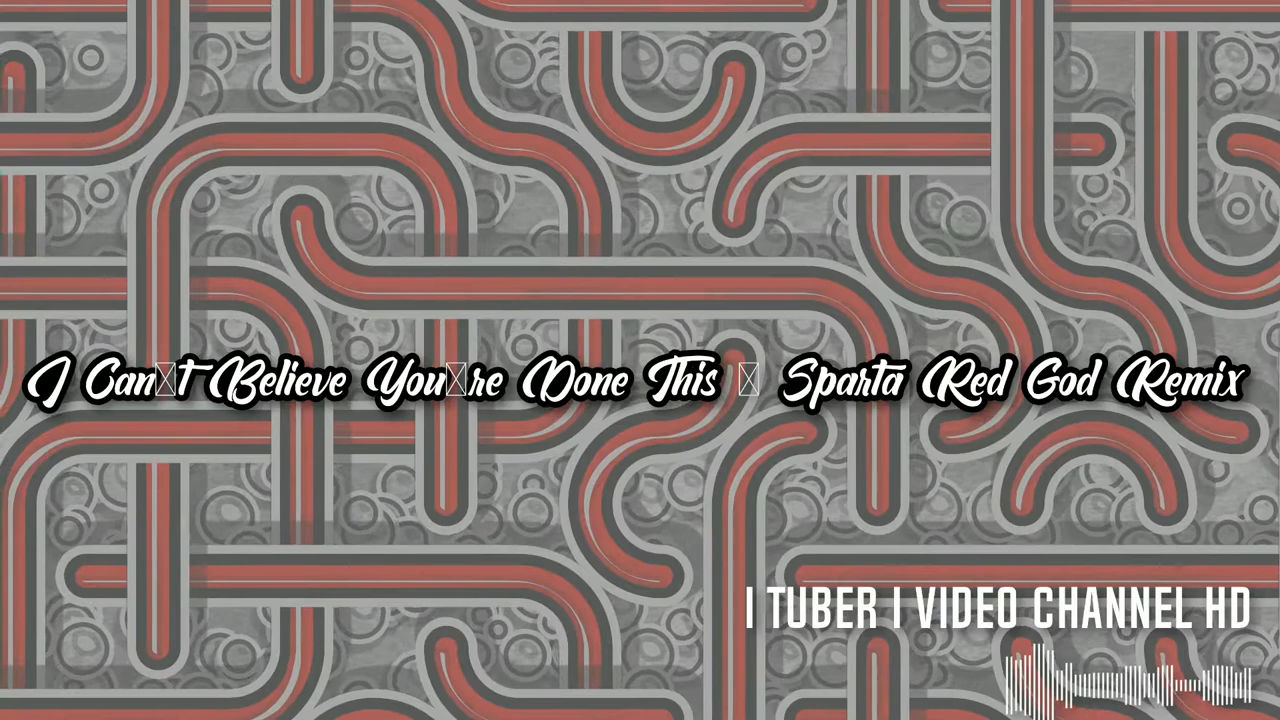 I Can□t Believe You□re Done This □ Sparta Red God Remix
I TUBER I VIDEO CHANNEL HD